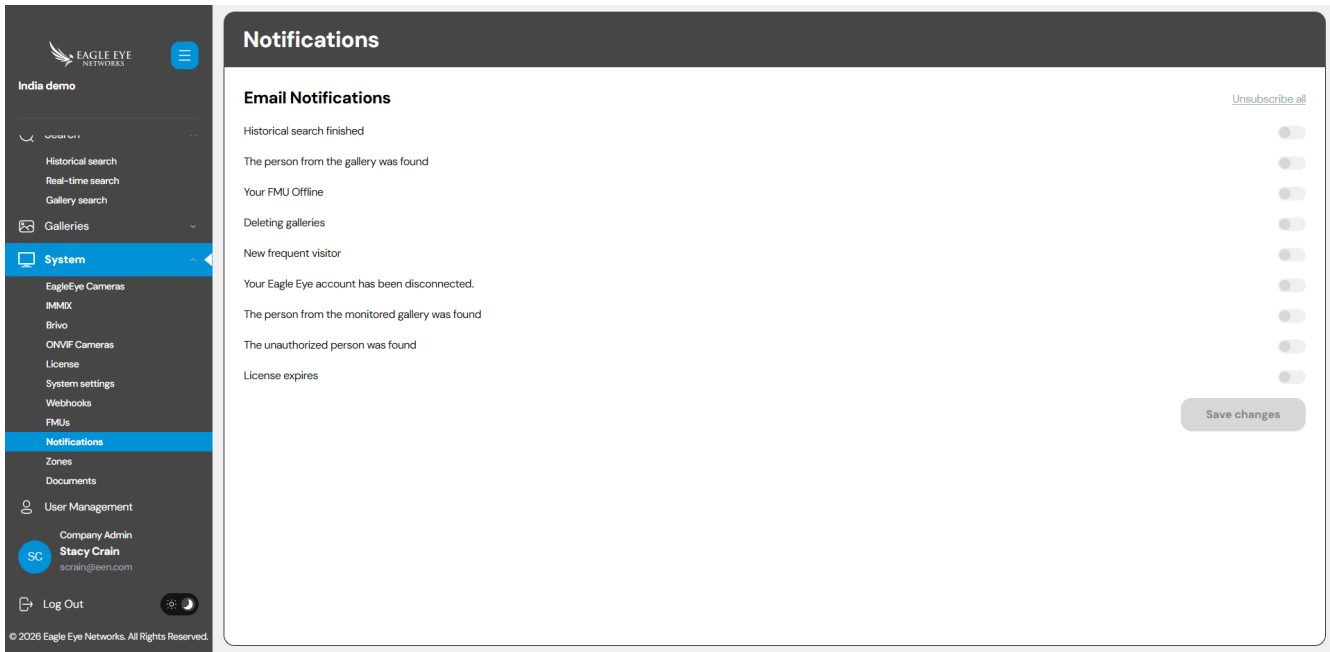 EAGLE EYE
NETWORKS
India demo
Search
Historical search
Real-time search
Gallery search
Galleries
System
EagleEye Cameras
IMMIX
Brivo
ONVIF Cameras
License
System settings
Webhooks
FMUs
Notifications
Zones
Documents
User Management
Company Admin
SC
Stacy Crain
scrain@een.com
Log Out
© 2026 Eagle Eye Networks. All Rights Reserved.
Notifications
Email Notifications
Unsubscribe all
Historical search finished
The person from the gallery was found
Your FMU Offline
Deleting galleries
New frequent visitor
Your Eagle Eye account has been disconnected.
The person from the monitored gallery was found
The unauthorized person was found
License expires
Save changes